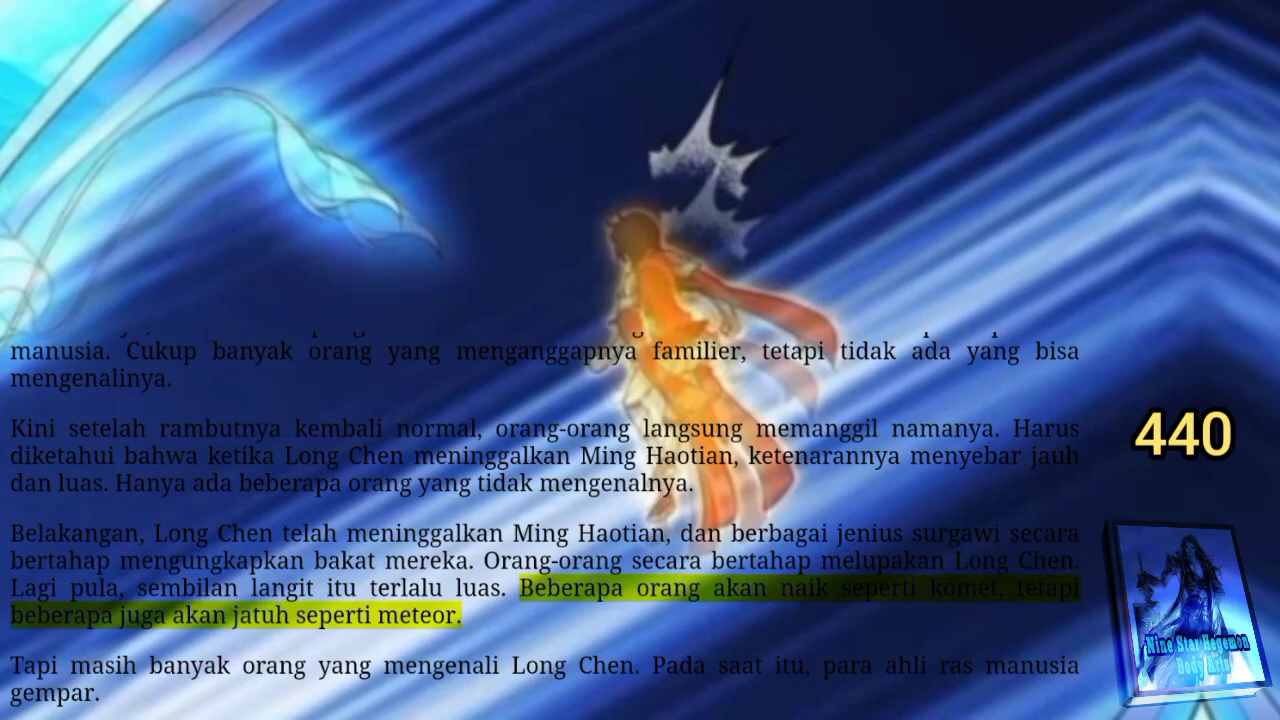 manusia. Cukup banyak orang yang menganggapnya familier, tetapi tidak ada yang bisa
mengenalinya.
Kini setelah rambutnya kembali normal, orang-orang langsung memanggil namanya. Harus
diketahui bahwa ketika Long Chen meninggalkan Ming Haotian, ketenarannya menyebar jauh
dan luas. Hanya ada beberapa orang yang tidak mengenalnya.
Belakangan, Long Chen telah meninggalkan Ming Haotian, dan berbagai jenius surgawi secara
bertahap mengungkapkan bakat mereka. Orang-orang secara bertahap melupakan Long Chen.
Lagi pula, sembilan langit itu terlalu luas. Beberapa orang akan naik seperti komet, tetapi
beberapa juga akan jatuh seperti meteor.
Tapi masih banyak orang yang mengenali Long Chen. Pada saat itu, para ahli ras manusia
gempar.
440
Nine Star Hegemon
Body Arts